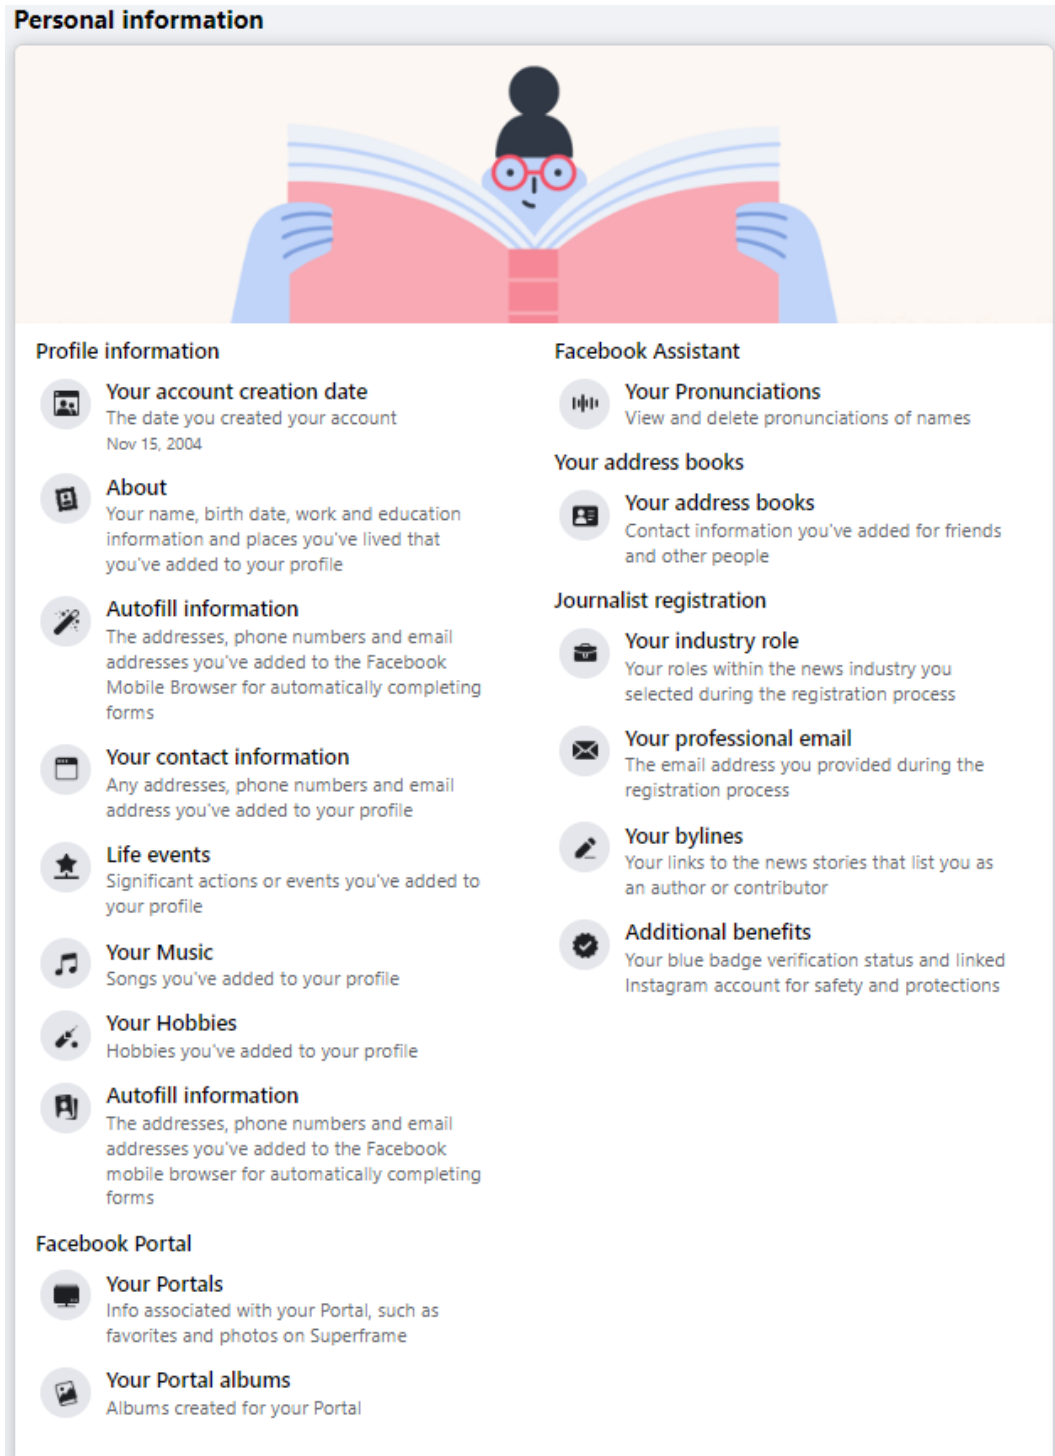 Personal information
Profile information
Your account creation date
The date you created your account
Nov 15, 2004
About
Your name, birth date, work and education
information and places you've lived that
you've added to your profile
Autofill information
The addresses, phone numbers and email
addresses you've added to the Facebook
Mobile Browser for automatically completing
forms
Your contact information
Any addresses, phone numbers and email
address you've added to your profile
Life events
Significant actions or events you've added to
your profile
Your Music
Songs you've added to your profile
Your Hobbies
Hobbies you've added to your profile
Autofill information
The addresses, phone numbers and email
addresses you've added to the Facebook
mobile browser for automatically completing
forms
Facebook Portal
Your Portals
Info associated with your Portal, such as
favorites and photos on Superframe
Your Portal albums
Albums created for your Portal
Facebook Assistant
Your Pronunciations
View and delete pronunciations of names
Your address books
Your address books
Contact information you've added for friends
and other people
Journalist registration
Your industry role
Your roles within the news industry you
selected during the registration process
Your professional email
The email address you provided during the
registration process
Your bylines
Your links to the news stories that list you as
an author or contributor
Additional benefits
Your blue badge verification status and linked
Instagram account for safety and protections